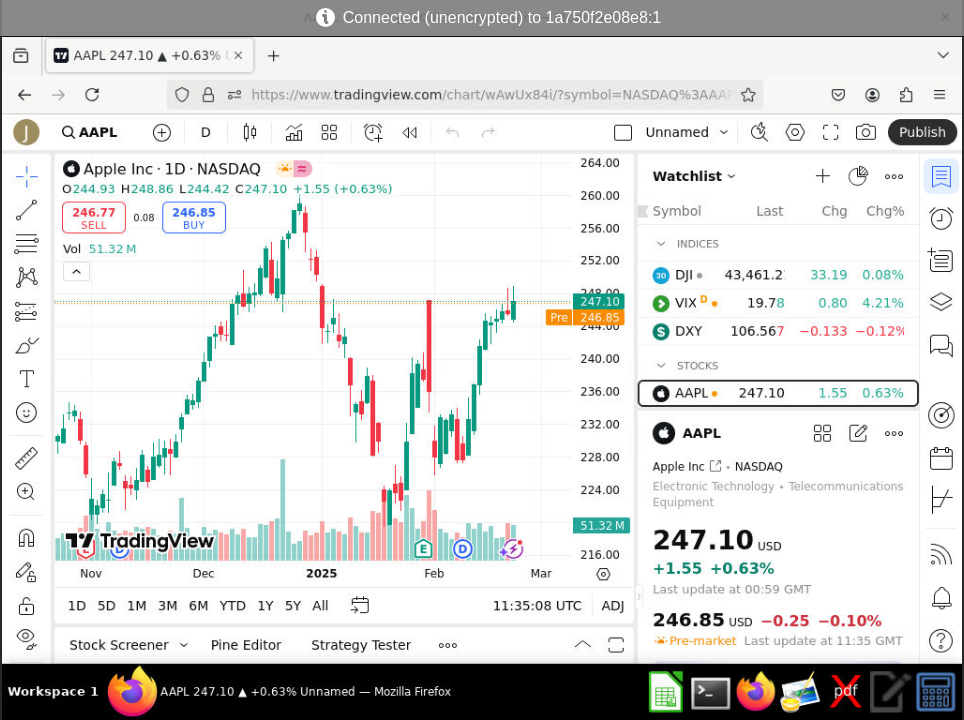 Connected (unencrypted) to 1a750f2e08e8:1
AAPL 247.10 ▲ +0.63%
https://www.tradingview.com/chart/wAwUx84i/?symbol=NASDAQ%3AAAP
J
AAPL
D
Unnamed
Publish
Apple Inc · 1D · NASDAQ
O244.93 H248.86 L244.42 C247.10 +1.55 (+0.63%)
246.77 SELL
0.08
246.85 BUY
Vol 51.32 M
264.00
260.00
256.00
252.00
248.00
247.10
Pre 246.85
244.00
240.00
236.00
232.00
228.00
224.00
51.32 M
216.00
TradingView
E
D
E
D
Nov Dec 2025 Feb Mar
1D 5D 1M 3M 6M YTD 1Y 5Y All
11:35:08 UTC ADJ
Stock Screener Pine Editor Strategy Tester
Watchlist
Symbol Last Chg Chg%
INDICES
30 DJI 43,461.2 33.19 0.08%
VIX D 19.78 0.80 4.21%
$ DXY 106.567 −0.133 −0.12%
STOCKS
AAPL 247.10 1.55 0.63%
AAPL
Apple Inc · NASDAQ
Electronic Technology · Telecommunications
Equipment
247.10 USD
+1.55 +0.63%
Last update at 00:59 GMT
246.85 USD −0.25 −0.10%
Pre-market Last update at 11:35 GMT
Workspace 1
AAPL 247.10 ▲ +0.63% Unnamed — Mozilla Firefox
pdf